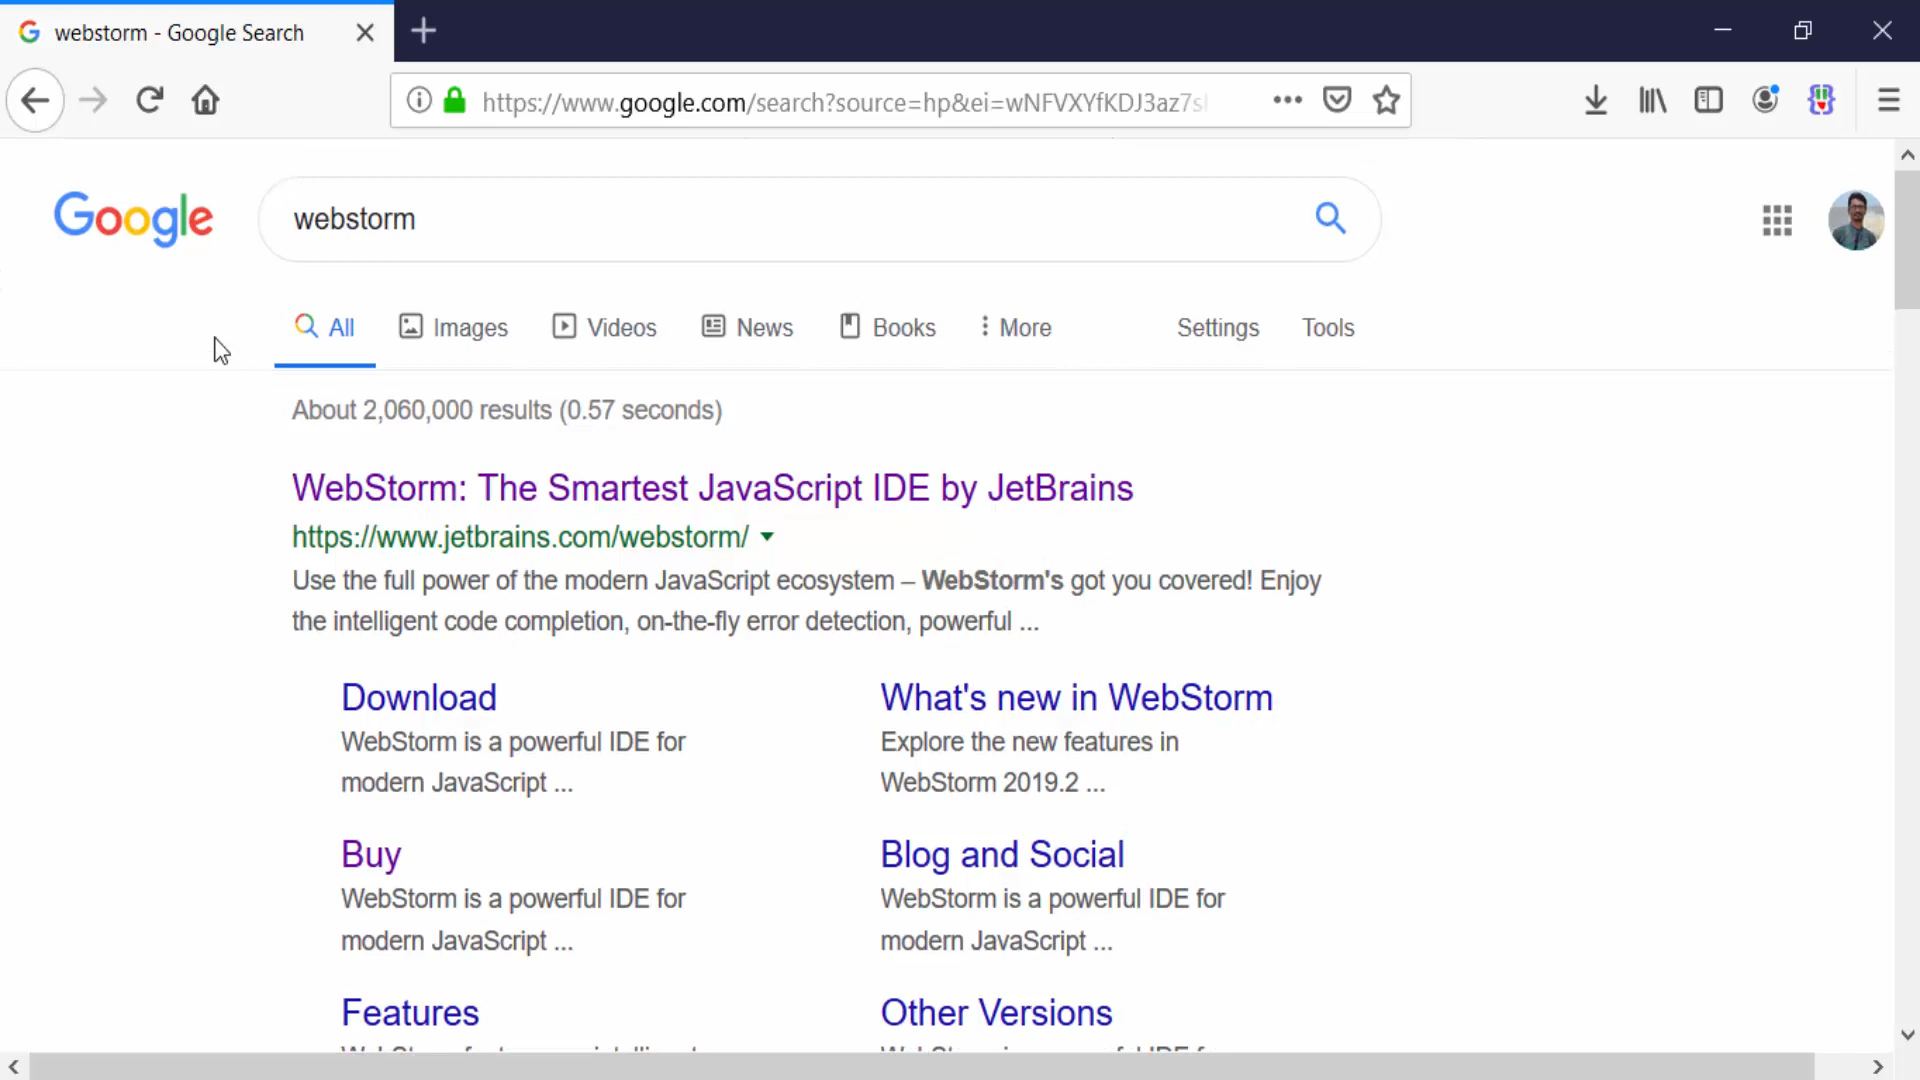 webstorm - Google Search
https://www.google.com/search?source=hp&ei=wNFVXYfKDJ3az7s
Google
webstorm
All
Images
Videos
News
Books
More
Settings
Tools
About 2,060,000 results (0.57 seconds)
WebStorm: The Smartest JavaScript IDE by JetBrains
https://www.jetbrains.com/webstorm/
Use the full power of the modern JavaScript ecosystem – WebStorm's got you covered! Enjoy
the intelligent code completion, on-the-fly error detection, powerful ...
Download
WebStorm is a powerful IDE for
modern JavaScript ...
What's new in WebStorm
Explore the new features in
WebStorm 2019.2 ...
Buy
WebStorm is a powerful IDE for
modern JavaScript ...
Blog and Social
WebStorm is a powerful IDE for
modern JavaScript ...
Features
Other Versions